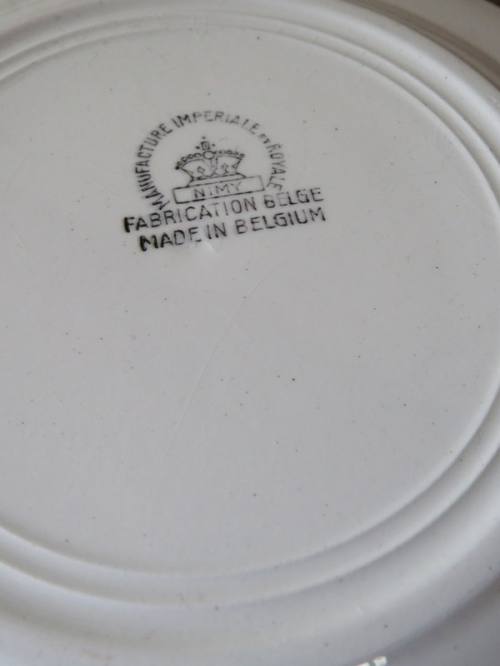 MANUFACTURE IMPERIALE ET ROYALE
NIMY
FABRICATION BELGE
MADE IN BELGIUM